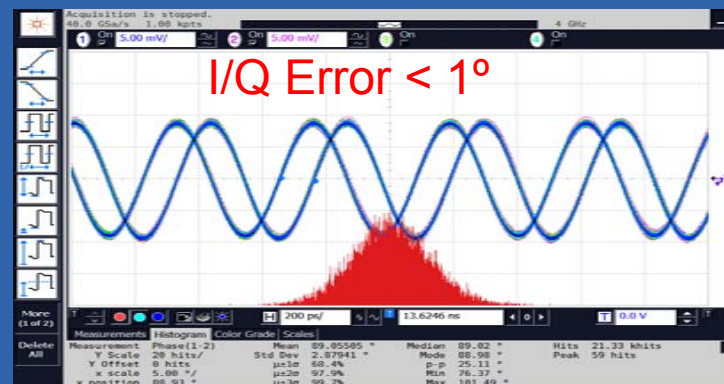 Acquisition is stopped.
40.0 GSa/s 1.00 kpts 4 GHz
1 On 5.00 mV/ 2 On 5.00 mV/ 3 On 4 On
I/Q Error < 1º
More
(1 of 2)
Delete
All
H 200 ps/ 13.6246 ns 0 T 0.0 V
Measurements Histogram Color Grade Scales
Measurement Phase(1-2) Mean 89.05505 ° Median 89.02 ° Hits 21.33 khits
Y Scale 20 hits/ Std Dev 2.87941 ° Mode 88.98 ° Peak 59 hits
Y Offset 0 hits μ±1σ 68.4% p-p 25.11 °
x scale 5.00 °/ μ±2σ 97.9% Min 76.37 °
x position 88.93 ° μ±3σ 99.7% Max 101.49 °